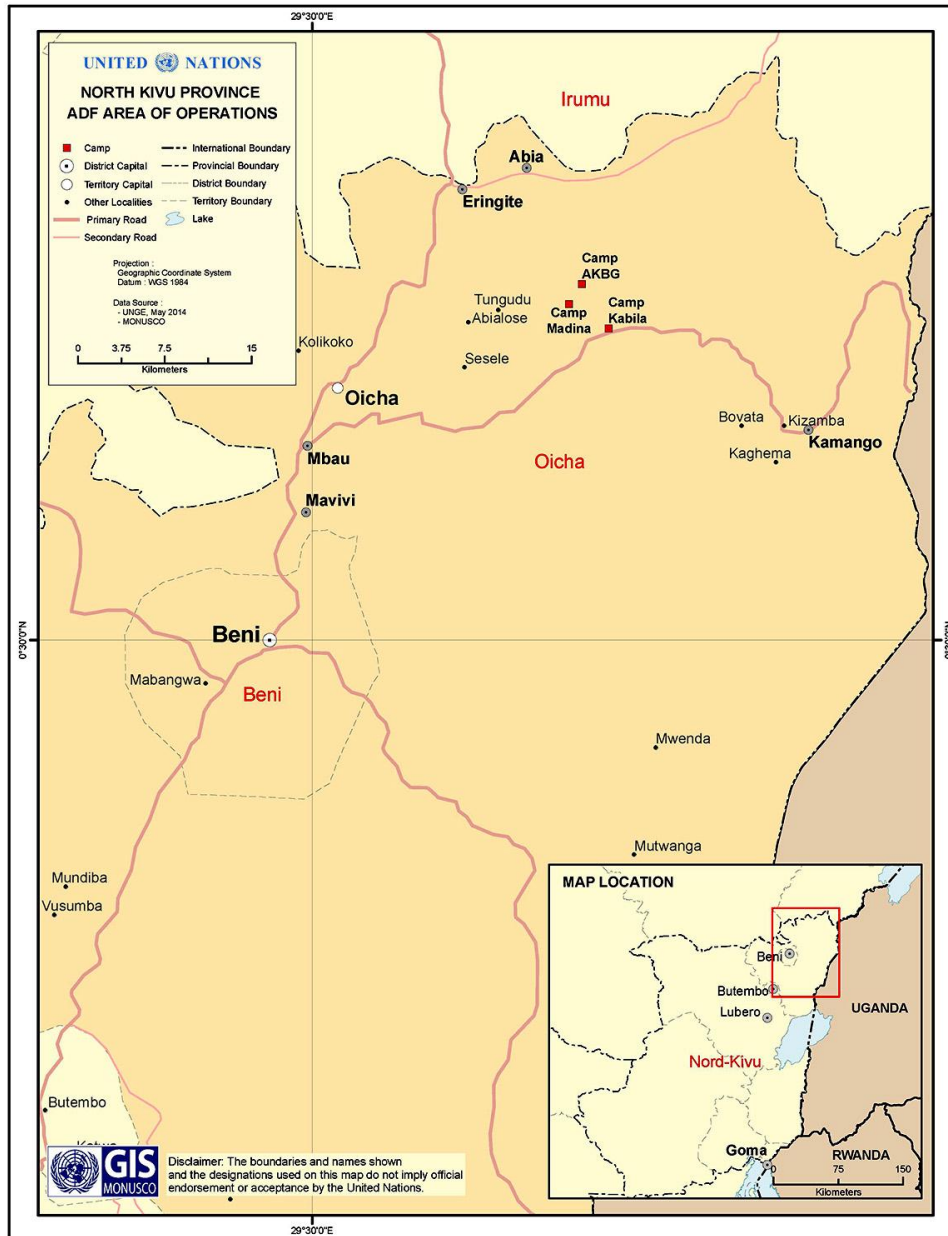 29°30'0"E
UNITED NATIONS
NORTH KIVU PROVINCE
ADF AREA OF OPERATIONS
Camp
International Boundary
District Capital
Provincial Boundary
Territory Capital
District Boundary
Other Localities
Territory Boundary
Primary Road
Lake
Secondary Road
Projection :
Geographic Coordinate System
Datum : WGS 1984
Data Source :
- UNGE, May 2014
- MONUSCO
0 3.75 7.5 15
Kilometers
Irumu
Abia
Eringite
Camp
AKBG
Tungudu
Abialose
Camp
Madina
Camp
Kabila
Kolikoko
Sesele
Oicha
Bovata
Kizamba
Kamango
Mbau
Oicha
Kaghema
Mavivi
Beni
0°30'0"N
0°30'0"N
Mabangwa
Beni
Mwenda
Mutwanga
Mundiba
Vusumba
MAP LOCATION
Beni
Butembo
Lubero
UGANDA
Nord-Kivu
Goma
RWANDA
0 75 150
Kilometers
Butembo
GIS
MONUSCO
Disclaimer: The boundaries and names shown
and the designations used on this map do not imply official
endorsement or acceptance by the United Nations.
29°30'0"E